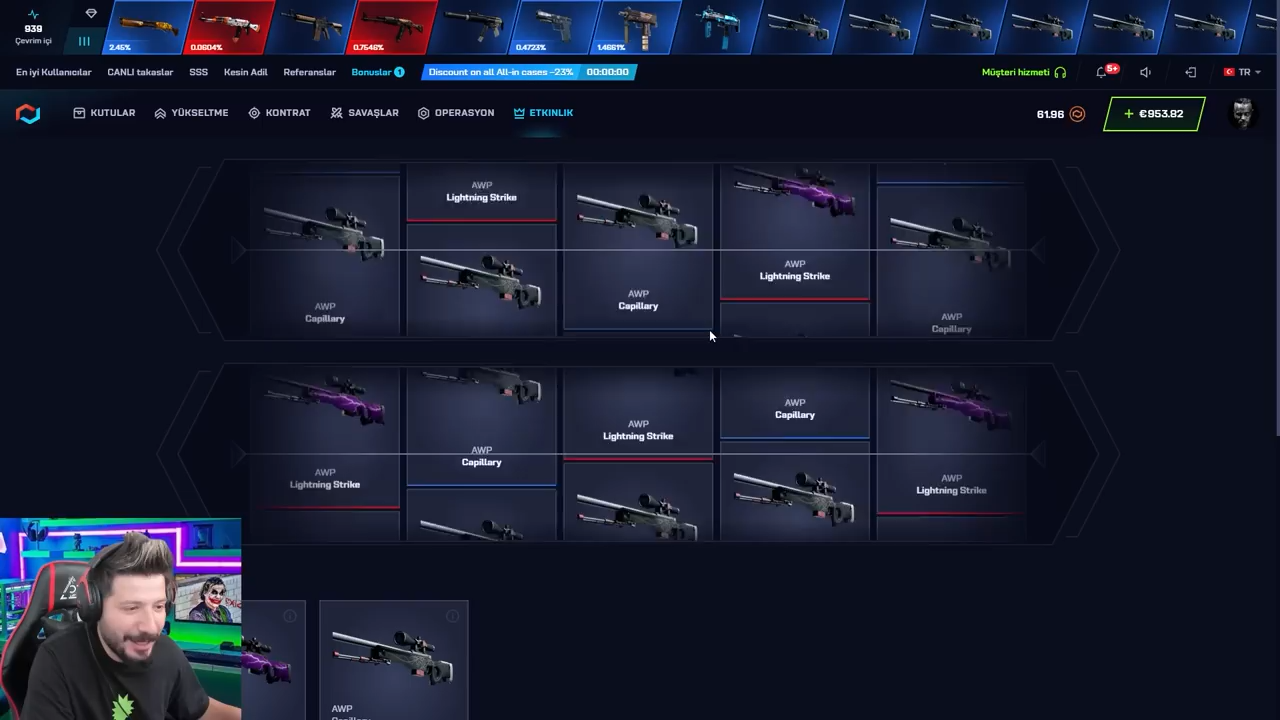 939
Çevrim içi
2.45%
0.0604%
0.7546%
0.4723%
1.4661%
En iyi Kullanıcılar
CANLI takaslar
SSS
Kesin Adil
Referanslar
Bonuslar 1
Discount on all All-in cases -23%
00:00:00
Müşteri hizmeti
5+
TR
KUTULAR
YÜKSELTME
KONTRAT
SAVAŞLAR
OPERASYON
ETKINLIK
61.96
+ €953.82
AWP
Capillary
AWP
Lightning Strike
AWP
Capillary
AWP
Lightning Strike
AWP
Capillary
AWP
Lightning Strike
AWP
Capillary
AWP
Lightning Strike
AWP
Capillary
AWP
Lightning Strike
AWP
Capillary